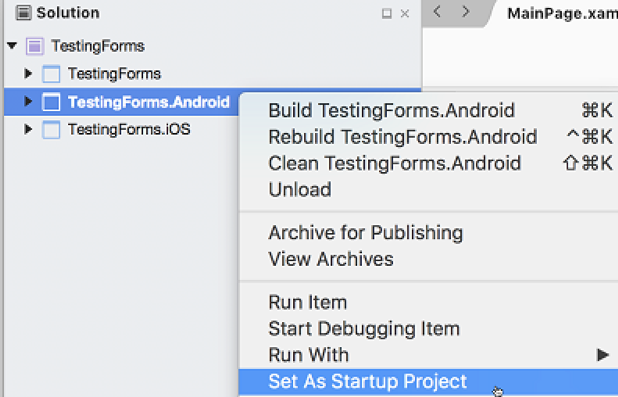 Solution
MainPage.xam
TestingForms
TestingForms
TestingForms.Android
TestingForms.iOS
Build TestingForms.Android ⌘K
Rebuild TestingForms.Android ^⌘K
Clean TestingForms.Android ⇧⌘K
Unload
Archive for Publishing
View Archives
Run Item
Start Debugging Item
Run With
Set As Startup Project